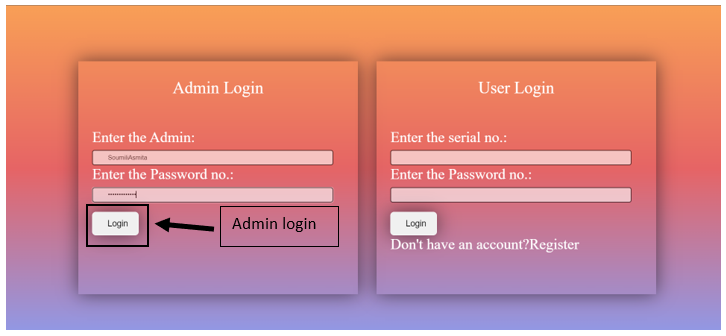 Admin Login
Enter the Admin:
SoumiliAsmita
Enter the Password no.:
Login
Admin login
User Login
Enter the serial no.:
Enter the Password no.:
Login
Don't have an account?Register